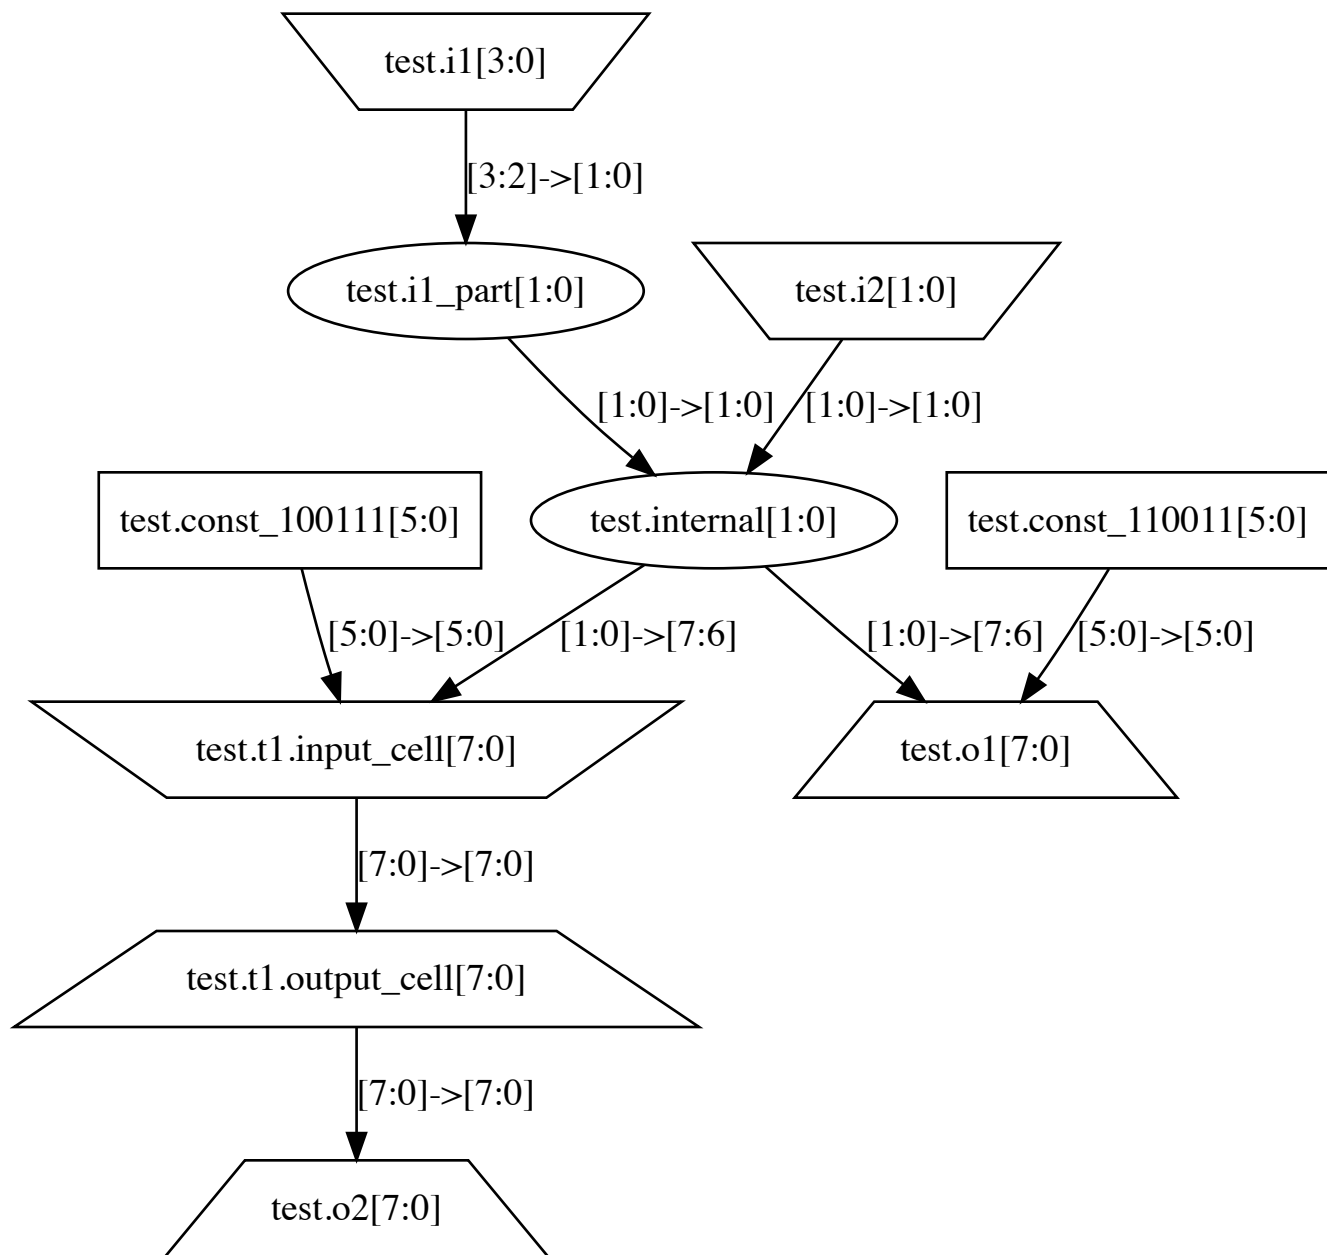 test.i1[3:0]
[3:2]->[1:0]
test.i1_part[1:0]
test.i2[1:0]
[1:0]->[1:0]
[1:0]->[1:0]
test.const_100111[5:0]
test.internal[1:0]
test.const_110011[5:0]
[5:0]->[5:0]
[1:0]->[7:6]
[1:0]->[7:6]
[5:0]->[5:0]
test.t1.input_cell[7:0]
test.o1[7:0]
[7:0]->[7:0]
test.t1.output_cell[7:0]
[7:0]->[7:0]
test.o2[7:0]